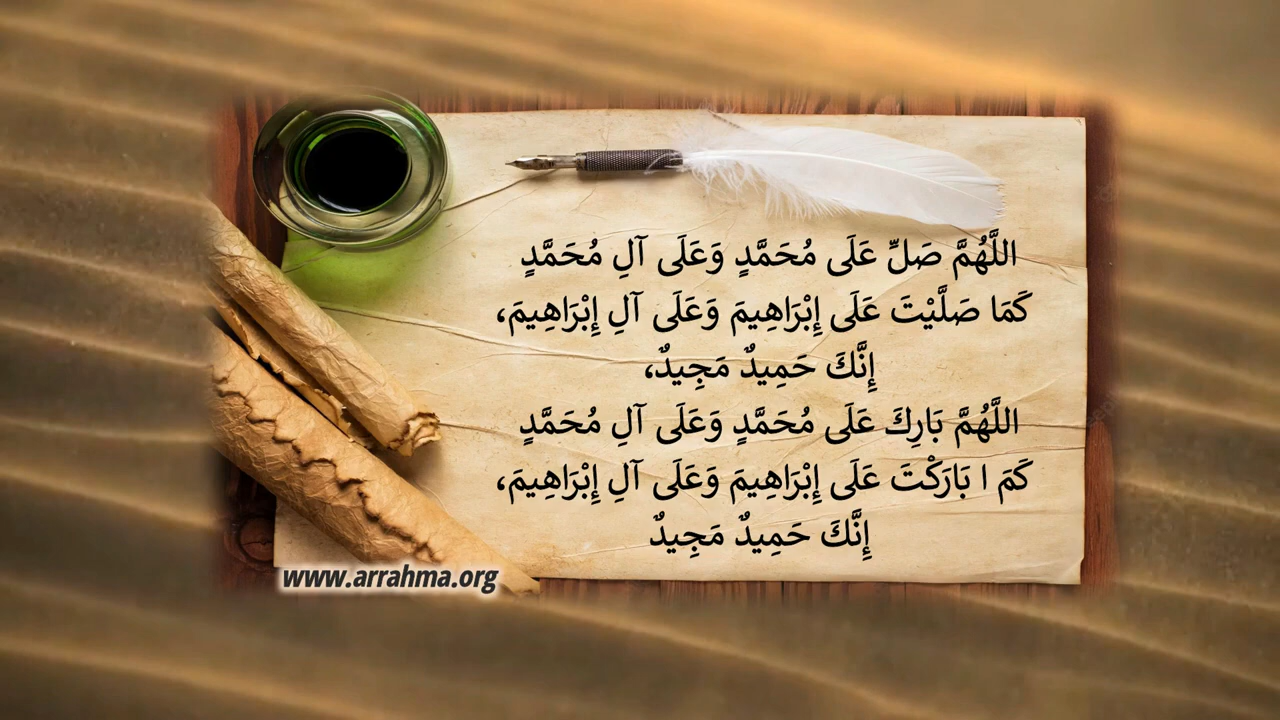 اللَّهُمَّ صَلِّ عَلَى مُحَمَّدٍ وَعَلَى آلِ مُحَمَّدٍ
كَمَا صَلَّيْتَ عَلَى إِبْرَاهِيمَ وَعَلَى آلِ إِبْرَاهِيمَ،
إِنَّكَ حَمِيدٌ مَجِيدٌ،
اللَّهُمَّ بَارِكَ عَلَى مُحَمَّدٍ وَعَلَى آلِ مُحَمَّدٍ
كَمَ ا بَارَكْتَ عَلَى إِبْرَاهِيمَ وَعَلَى آلِ إِبْرَاهِيمَ،
إِنَّكَ حَمِيدٌ مَجِيدٌ
www.arrahma.org